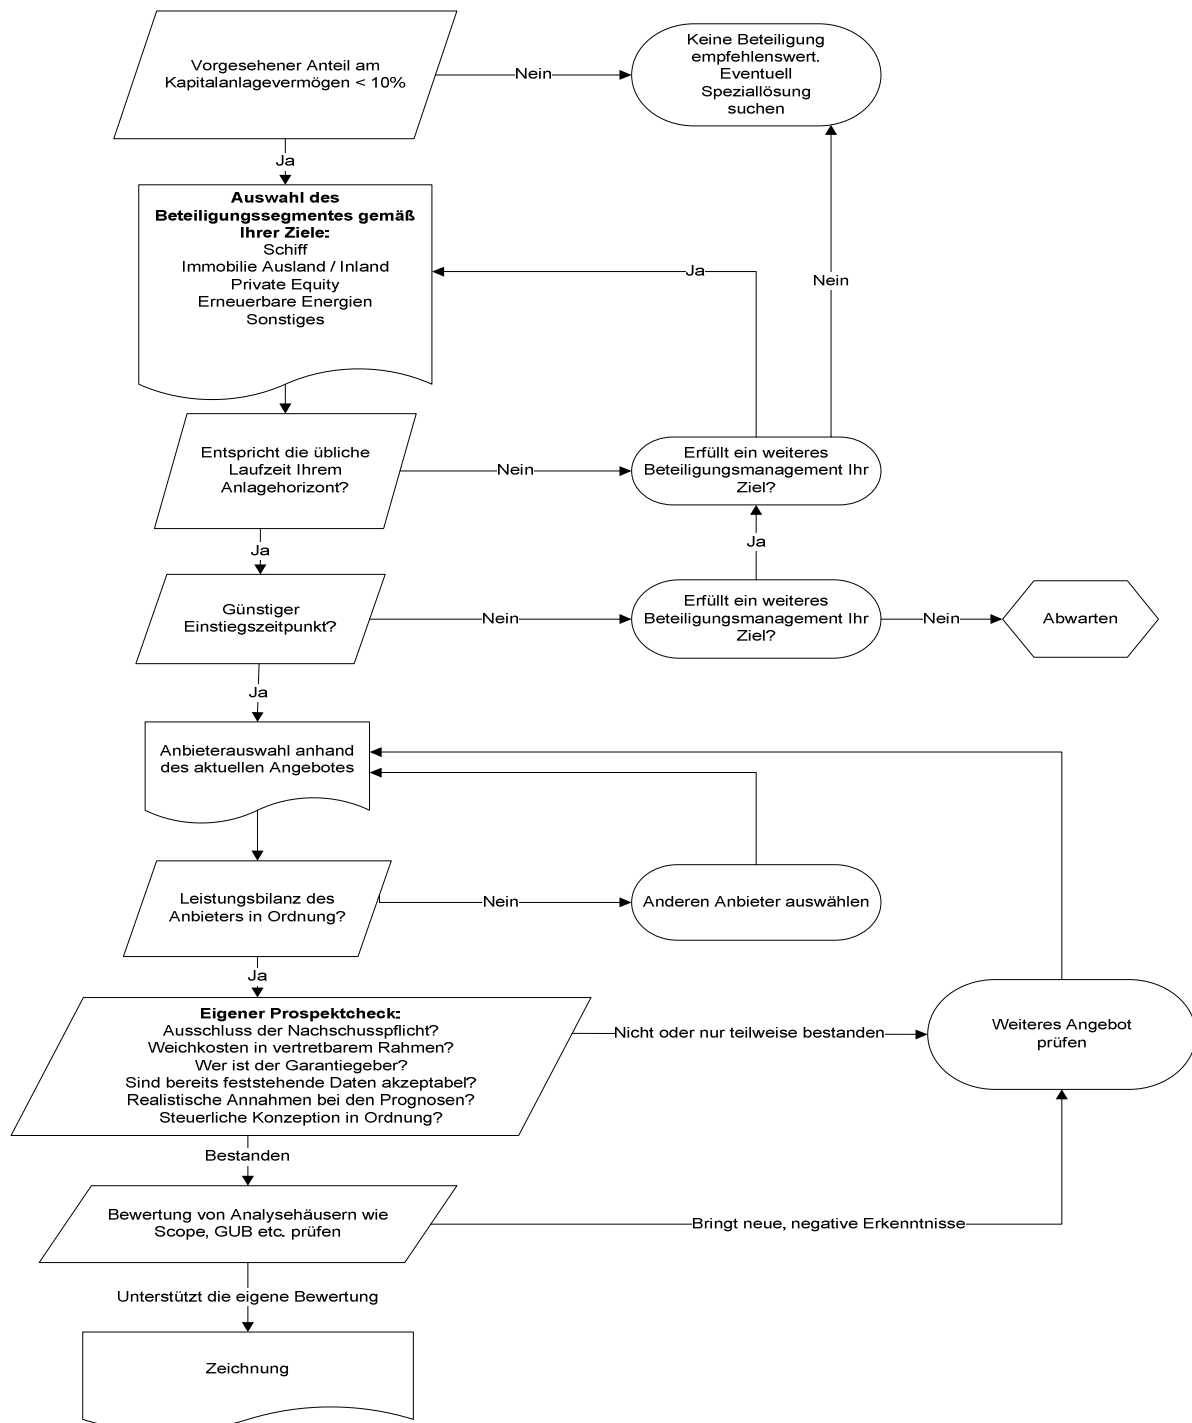 Vorgesehener Anteil am
Kapitalanlagevermögen < 10%
Nein
Keine Beteiligung
empfehlenswert.
Eventuell
Speziallösung
suchen
Ja
Auswahl des
Beteiligungssegmentes gemäß
Ihrer Ziele:
Schiff
Immobilie Ausland / Inland
Private Equity
Erneuerbare Energien
Sonstiges
Ja
Nein
Entspricht die übliche
Laufzeit Ihrem
Anlagehorizont?
Nein
Erfüllt ein weiteres
Beteiligungsmanagement Ihr
Ziel?
Ja
Ja
Günstiger
Einstiegszeitpunkt?
Nein
Erfüllt ein weiteres
Beteiligungsmanagement Ihr
Ziel?
Nein
Abwarten
Ja
Anbieterauswahl anhand
des aktuellen Angebotes
Leistungsbilanz des
Anbieters in Ordnung?
Nein
Anderen Anbieter auswählen
Ja
Eigener Prospektcheck:
Ausschluss der Nachschusspflicht?
Weichkosten in vertretbarem Rahmen?
Wer ist der Garantiegeber?
Sind bereits feststehende Daten akzeptabel?
Realistische Annahmen bei den Prognosen?
Steuerliche Konzeption in Ordnung?
Nicht oder nur teilweise bestanden
Weiteres Angebot
prüfen
Bestanden
Bewertung von Analysehäusern wie
Scope, GUB etc. prüfen
Bringt neue, negative Erkenntnisse
Unterstützt die eigene Bewertung
Zeichnung